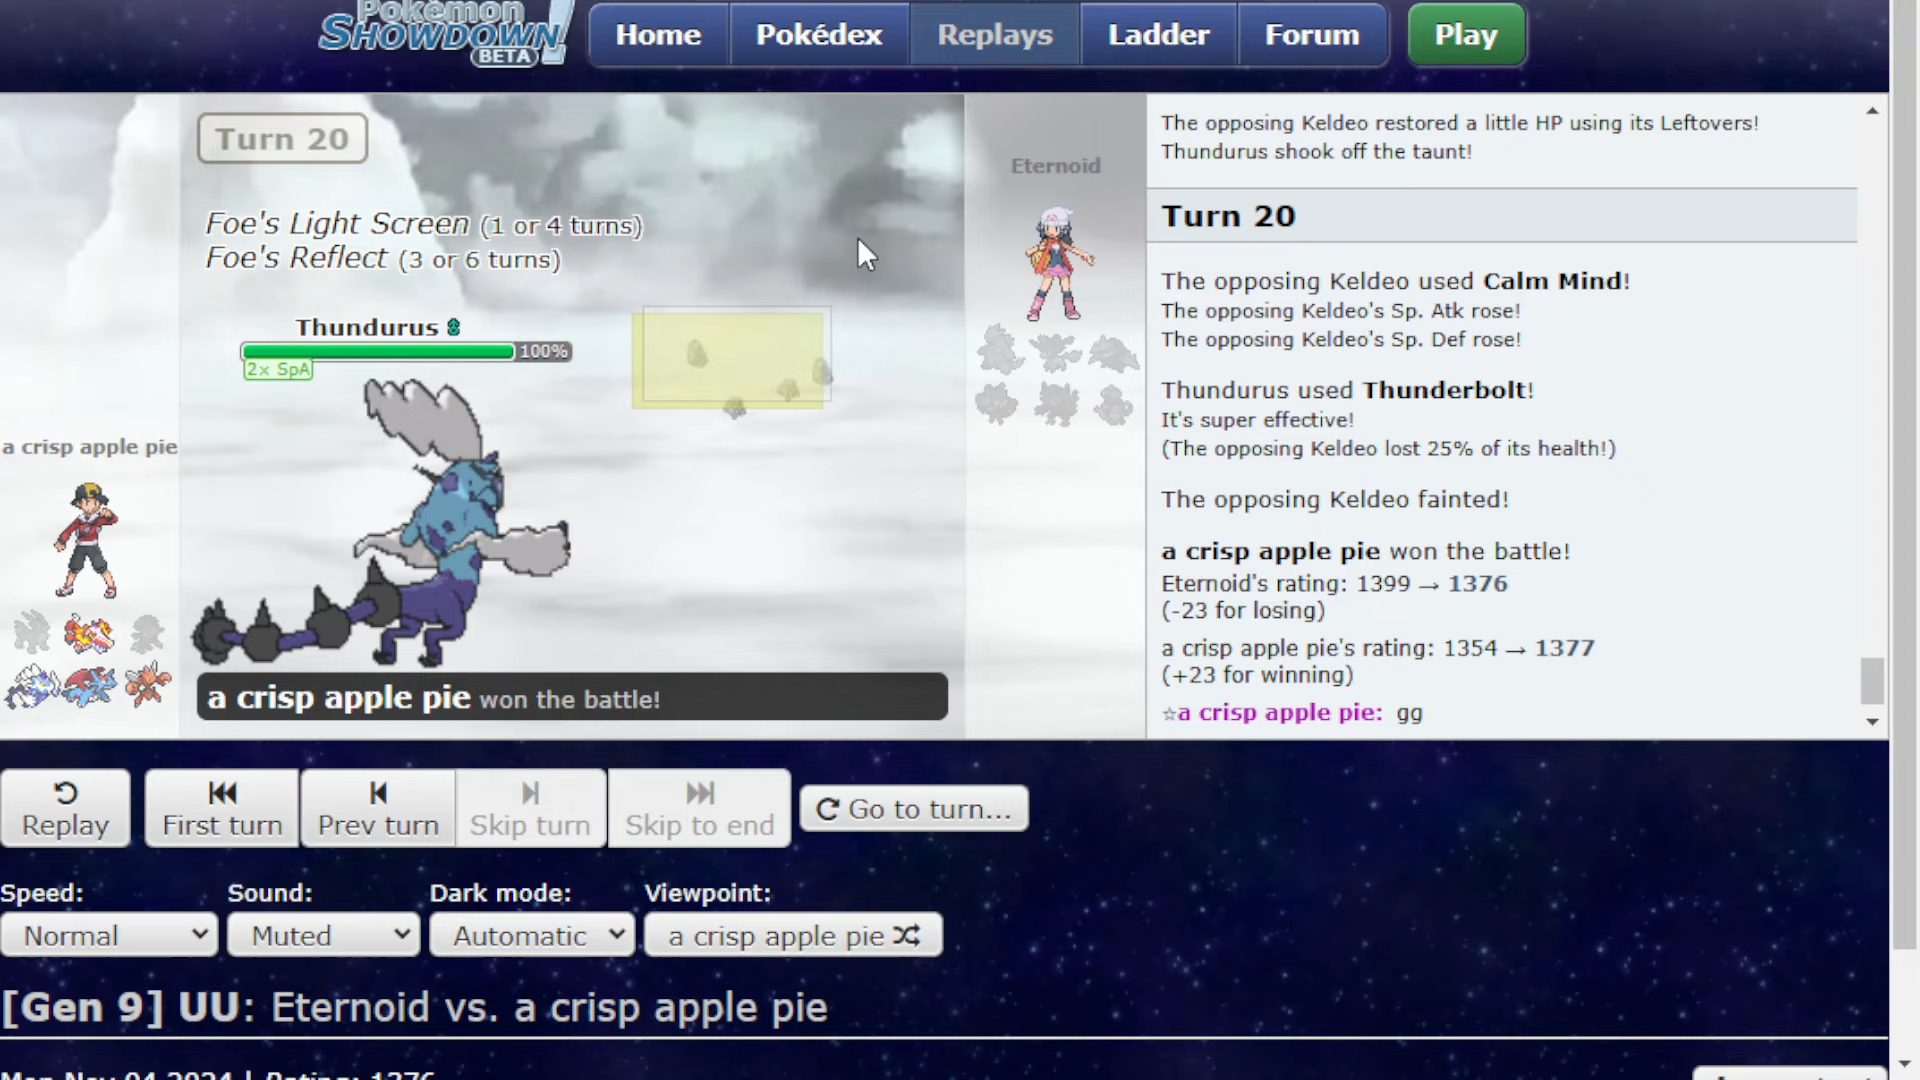 Pokémon
SHOWDOWN!
BETA
Home
Pokédex
Replays
Ladder
Forum
Play
Turn 20
Foe's Light Screen (1 or 4 turns)
Foe's Reflect (3 or 6 turns)
Thundurus
100%
2× SpA
a crisp apple pie
Eternoid
a crisp apple pie won the battle!
The opposing Keldeo restored a little HP using its Leftovers!
Thundurus shook off the taunt!
Turn 20
The opposing Keldeo used Calm Mind!
The opposing Keldeo's Sp. Atk rose!
The opposing Keldeo's Sp. Def rose!
Thundurus used Thunderbolt!
It's super effective!
(The opposing Keldeo lost 25% of its health!)
The opposing Keldeo fainted!
a crisp apple pie won the battle!
Eternoid's rating: 1399 → 1376
(-23 for losing)
a crisp apple pie's rating: 1354 → 1377
(+23 for winning)
☆a crisp apple pie: gg
Replay
First turn
Prev turn
Skip turn
Skip to end
Go to turn...
Speed:
Sound:
Dark mode:
Viewpoint:
Normal
Muted
Automatic
a crisp apple pie
[Gen 9] UU: Eternoid vs. a crisp apple pie
Mon Nov 04 2024 | Rating: 1376